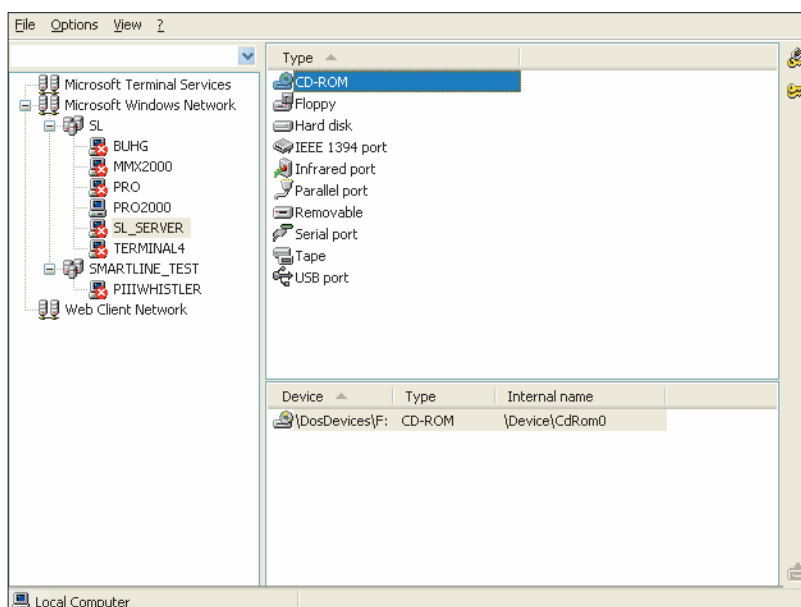 File Options View ?
Microsoft Terminal Services
Microsoft Windows Network
SL
BUHG
MMX2000
PRO
PRO2000
SL_SERVER
TERMINAL4
SMARTLINE_TEST
PIIIWHISTLER
Web Client Network
Type
CD-ROM
Floppy
Hard disk
IEEE 1394 port
Infrared port
Parallel port
Removable
Serial port
Tape
USB port
Device Type Internal name
\DosDevices\F: CD-ROM \Device\CdRom0
Local Computer